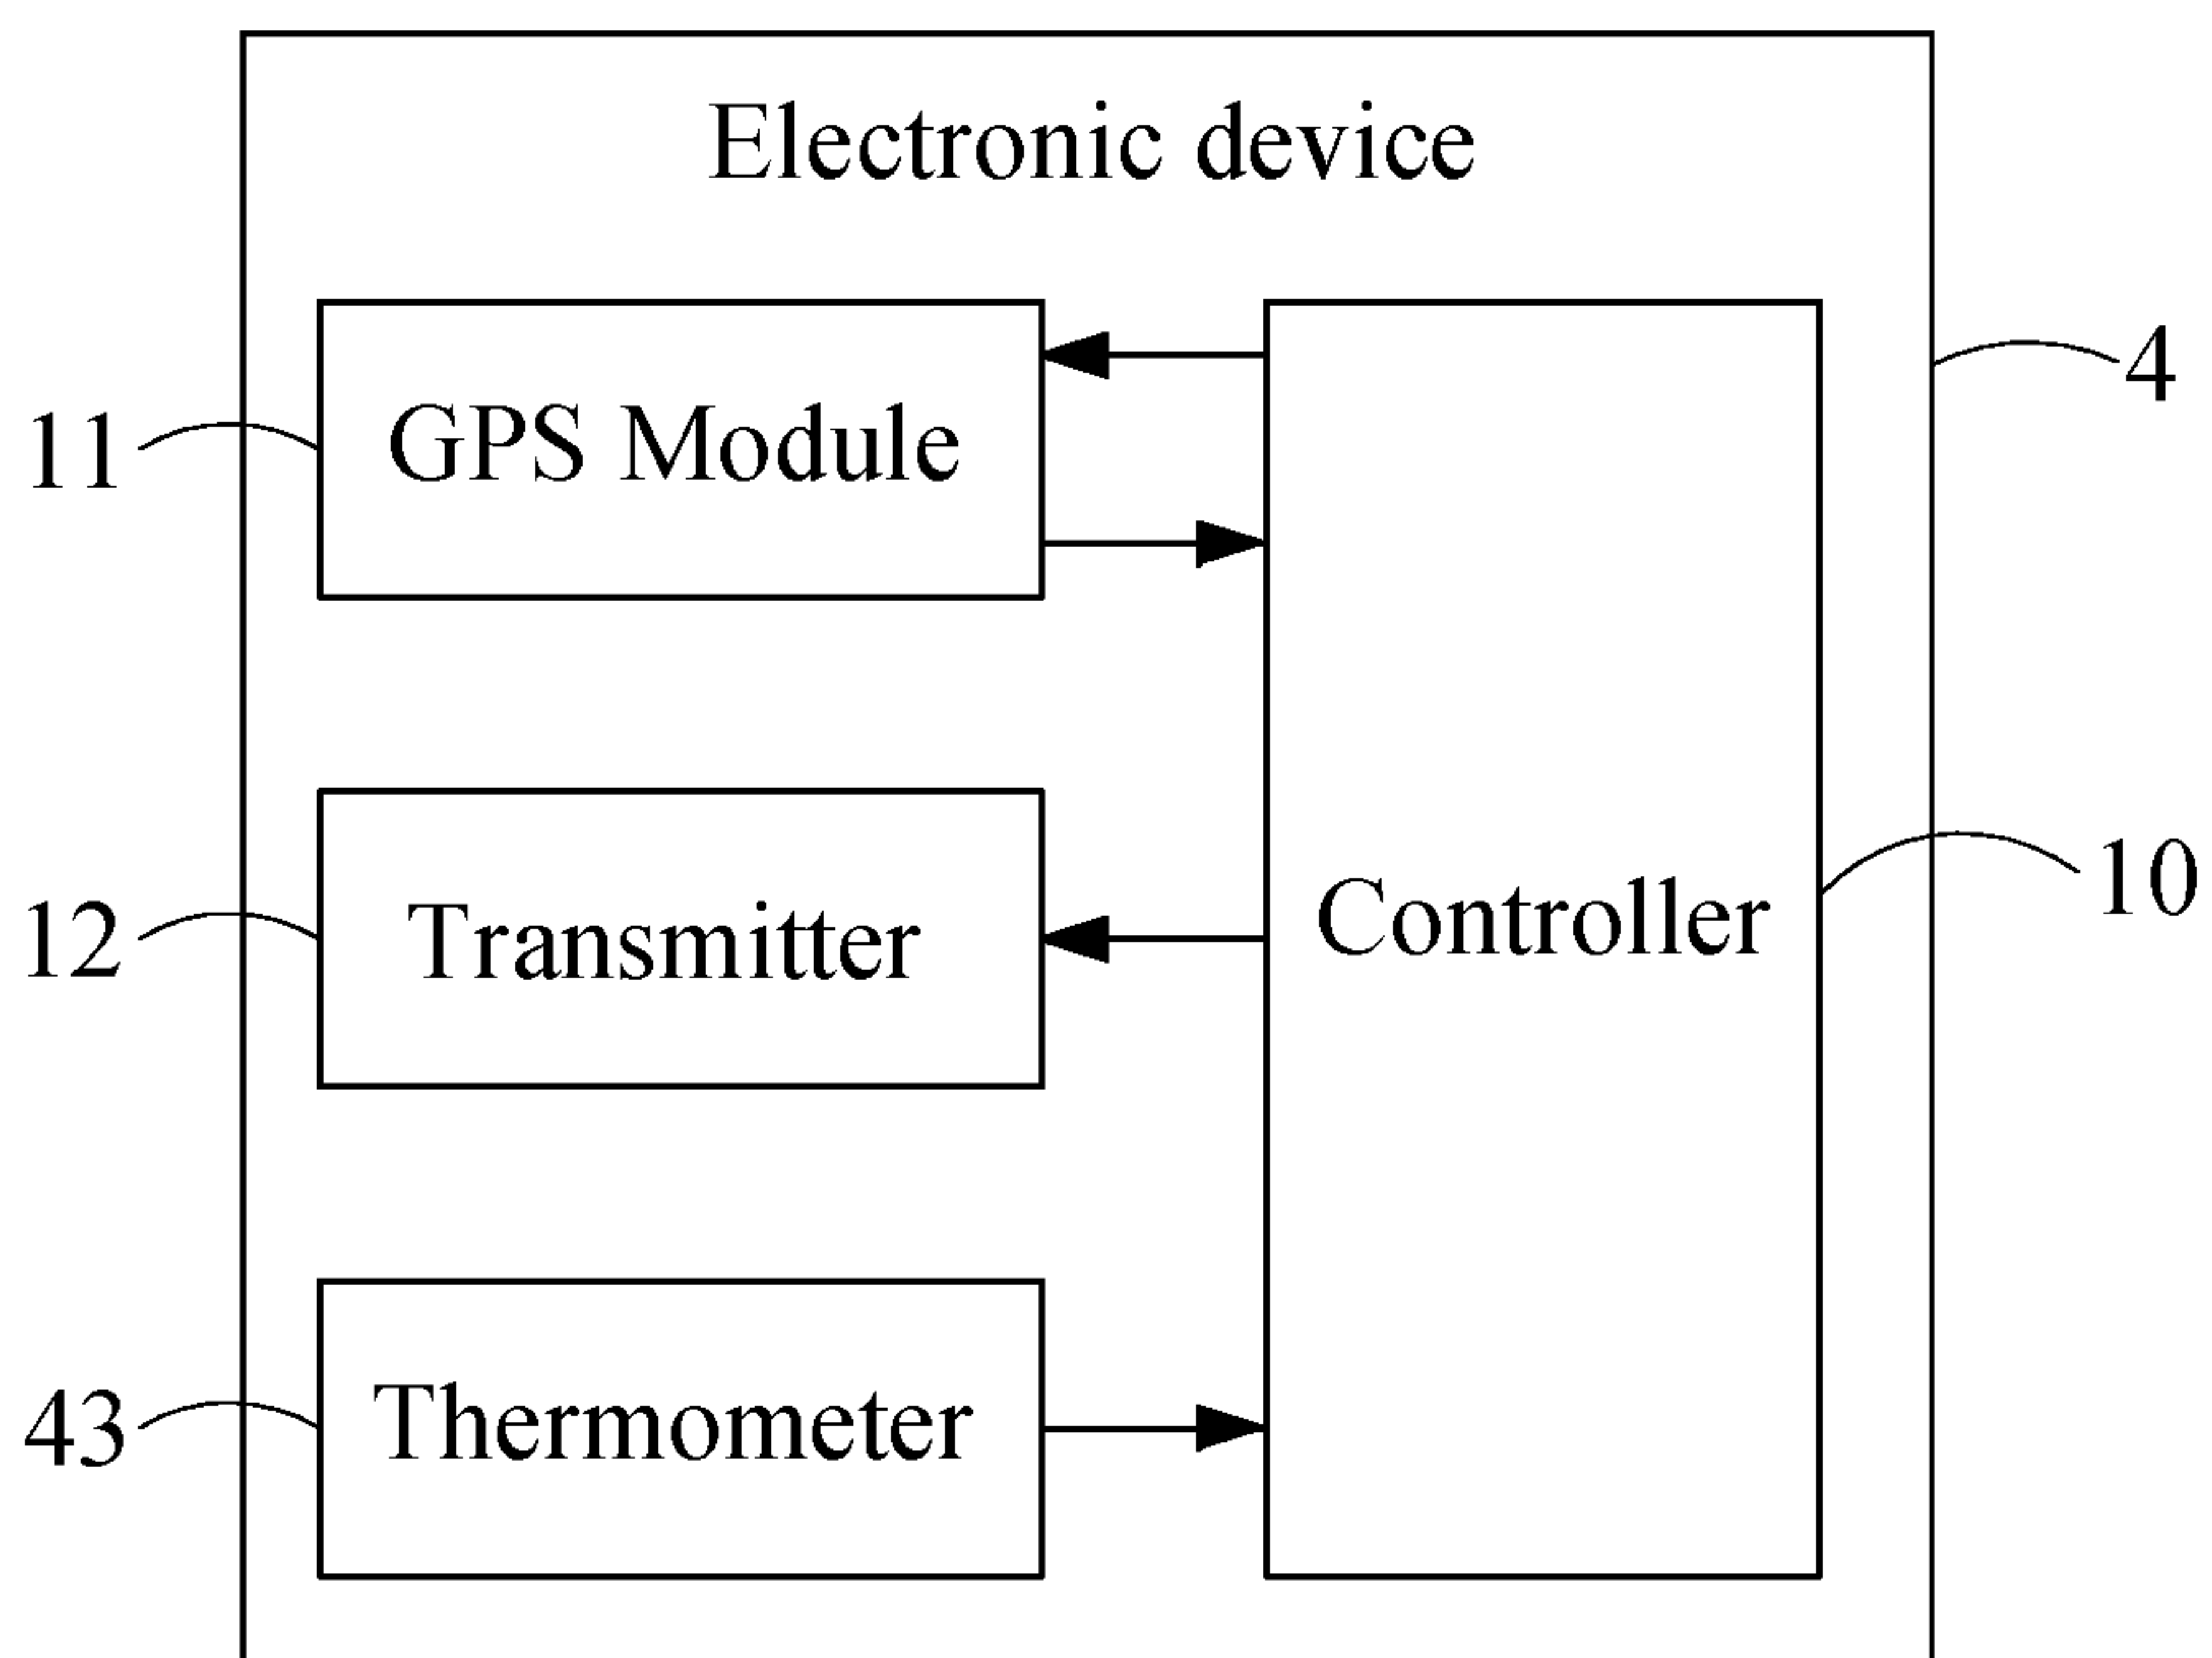 Electronic device
4
11
GPS Module
12
Transmitter
Controller
10
43
Thermometer